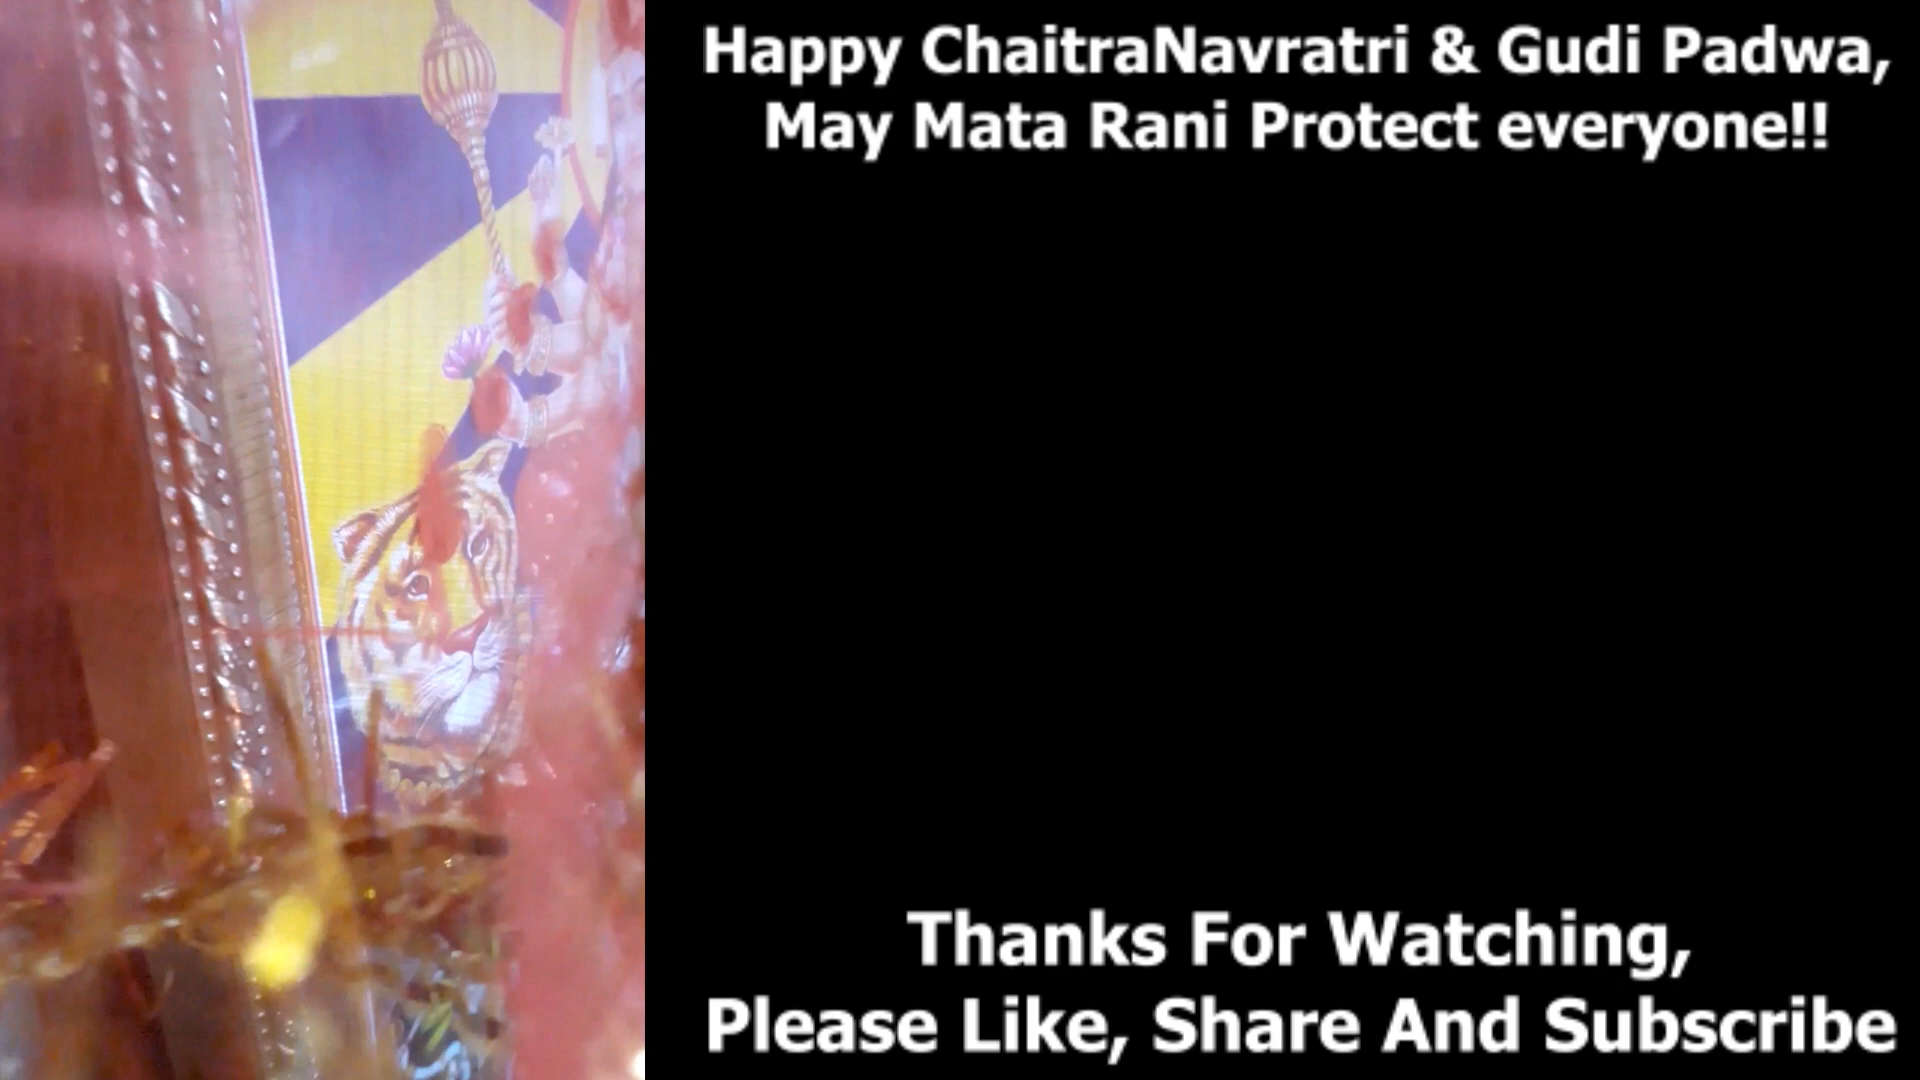 Happy ChaitraNavratri & Gudi Padwa,
May Mata Rani Protect everyone!!
Thanks For Watching,
Please Like, Share And Subscribe